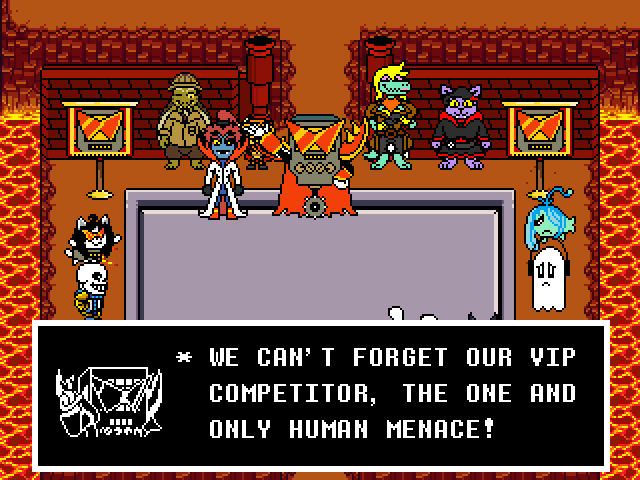 * WE CAN'T FORGET OUR VIP
COMPETITOR, THE ONE AND
ONLY HUMAN MENACE!